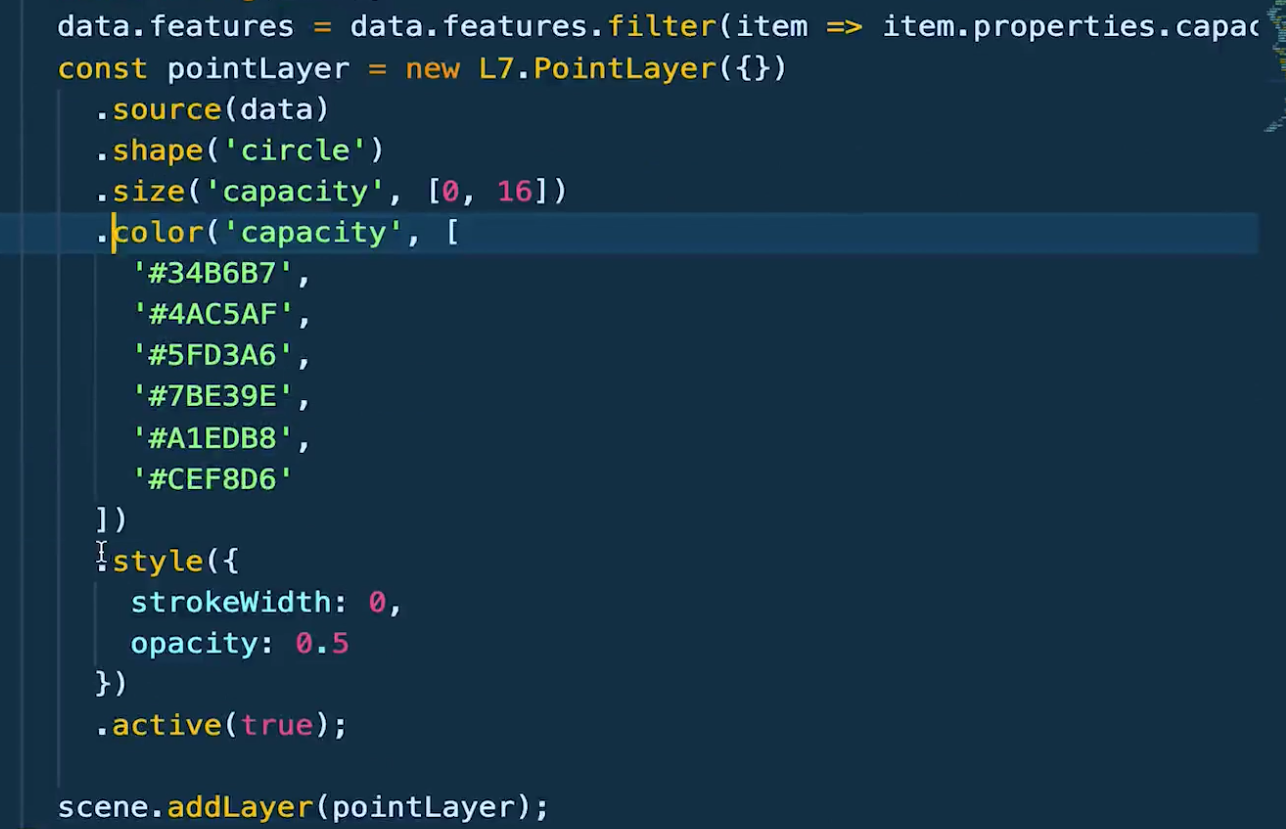 data.features = data.features.filter(item => item.properties.capac
const pointLayer = new L7.PointLayer({})
.source(data)
.shape('circle')
.size('capacity', [0, 16])
.color('capacity', [
'#34B6B7',
'#4AC5AF',
'#5FD3A6',
'#7BE39E',
'#A1EDB8',
'#CEF8D6'
])
.style({
strokeWidth: 0,
opacity: 0.5
})
.active(true);
scene.addLayer(pointLayer);